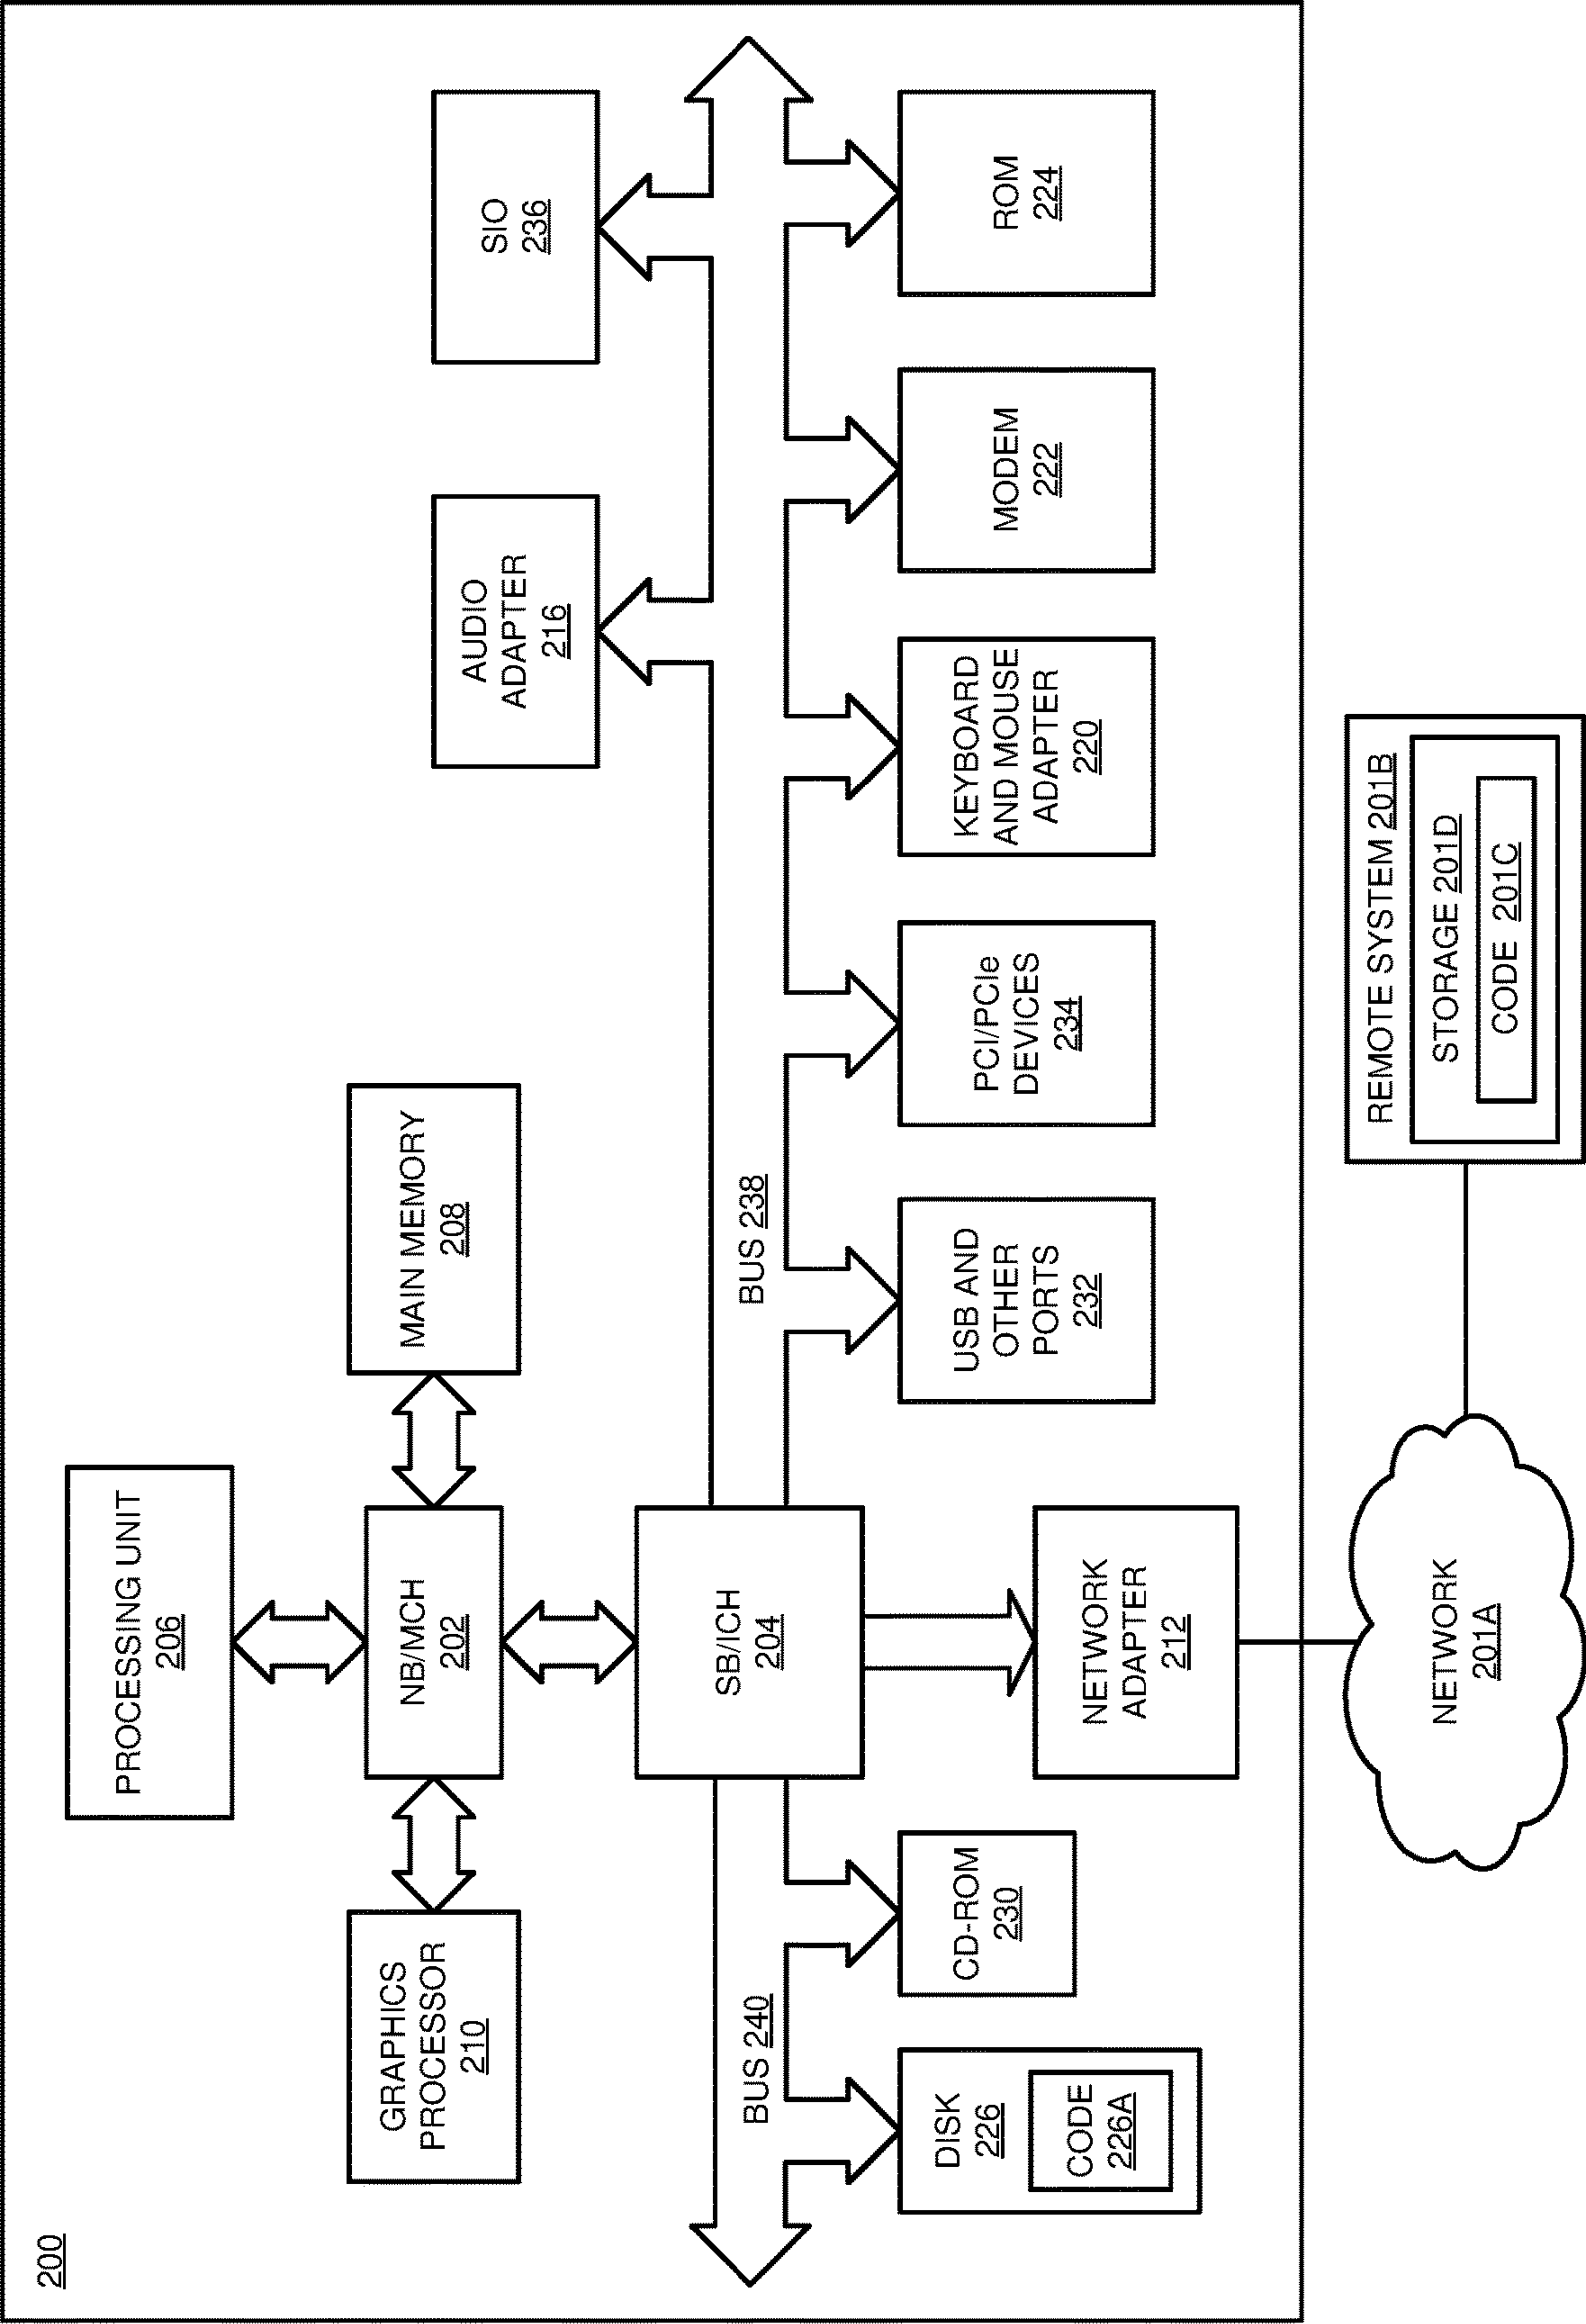 200
PROCESSING UNIT
206
GRAPHICS
PROCESSOR
210
NB/MCH
202
MAIN MEMORY
208
AUDIO
ADAPTER
216
SIO
236
SB/ICH
204
BUS 240
BUS 238
DISK
226
CODE
226A
CD-ROM
230
USB AND
OTHER
PORTS
232
PCI/PCIe
DEVICES
234
KEYBOARD
AND MOUSE
ADAPTER
220
MODEM
222
ROM
224
NETWORK
ADAPTER
212
NETWORK
201A
REMOTE SYSTEM 201B
STORAGE 201D
CODE 201C